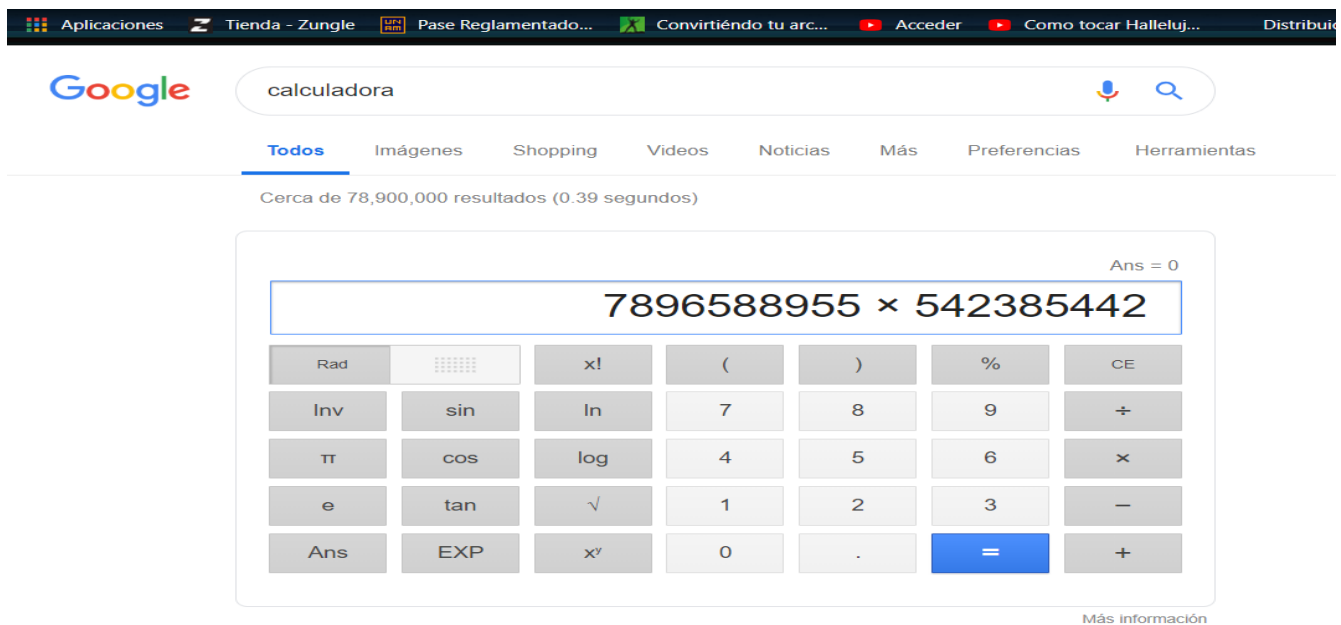 Aplicaciones Tienda - Zungle Pase Reglamentado... Convirtiéndo tu arc... Acceder Como tocar Halleluj...
Google calculadora
Todos Imágenes Shopping Videos Noticias Más Preferencias Herramientas
Cerca de 78,900,000 resultados (0.39 segundos)
Ans = 0
7896588955 × 542385442
Rad x! ( ) % CE
Inv sin ln 7 8 9 ÷
π cos log 4 5 6 ×
e tan √ 1 2 3 −
Ans EXP xʸ 0 . = +
Más información